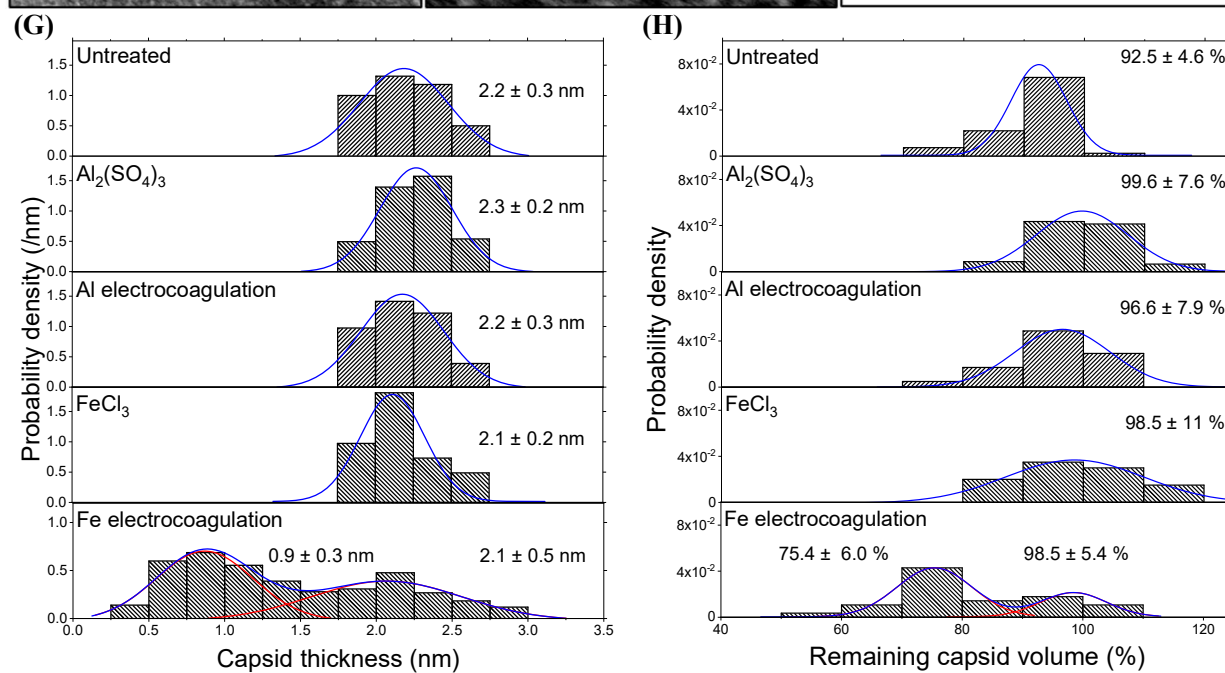 (G)
Untreated
2.2 ± 0.3 nm
1.5
1.0
0.5
0.0
Al₂(SO₄)₃
2.3 ± 0.2 nm
1.5
1.0
0.5
0.0
Al electrocoagulation
2.2 ± 0.3 nm
1.5
1.0
0.5
0.0
FeCl₃
2.1 ± 0.2 nm
1.5
1.0
0.5
0.0
Fe electrocoagulation
0.9 ± 0.3 nm
2.1 ± 0.5 nm
1.0
0.5
0.0
0.0 0.5 1.0 1.5 2.0 2.5 3.0 3.5
Capsid thickness (nm)
Probability density (/nm)
(H)
Untreated
92.5 ± 4.6 %
8x10⁻²
4x10⁻²
0
Al₂(SO₄)₃
99.6 ± 7.6 %
8x10⁻²
4x10⁻²
0
Al electrocoagulation
96.6 ± 7.9 %
8x10⁻²
4x10⁻²
0
FeCl₃
98.5 ± 11 %
8x10⁻²
4x10⁻²
0
Fe electrocoagulation
75.4 ± 6.0 %
98.5 ± 5.4 %
8x10⁻²
4x10⁻²
0
40 60 80 100 120
Remaining capsid volume (%)
Probability density